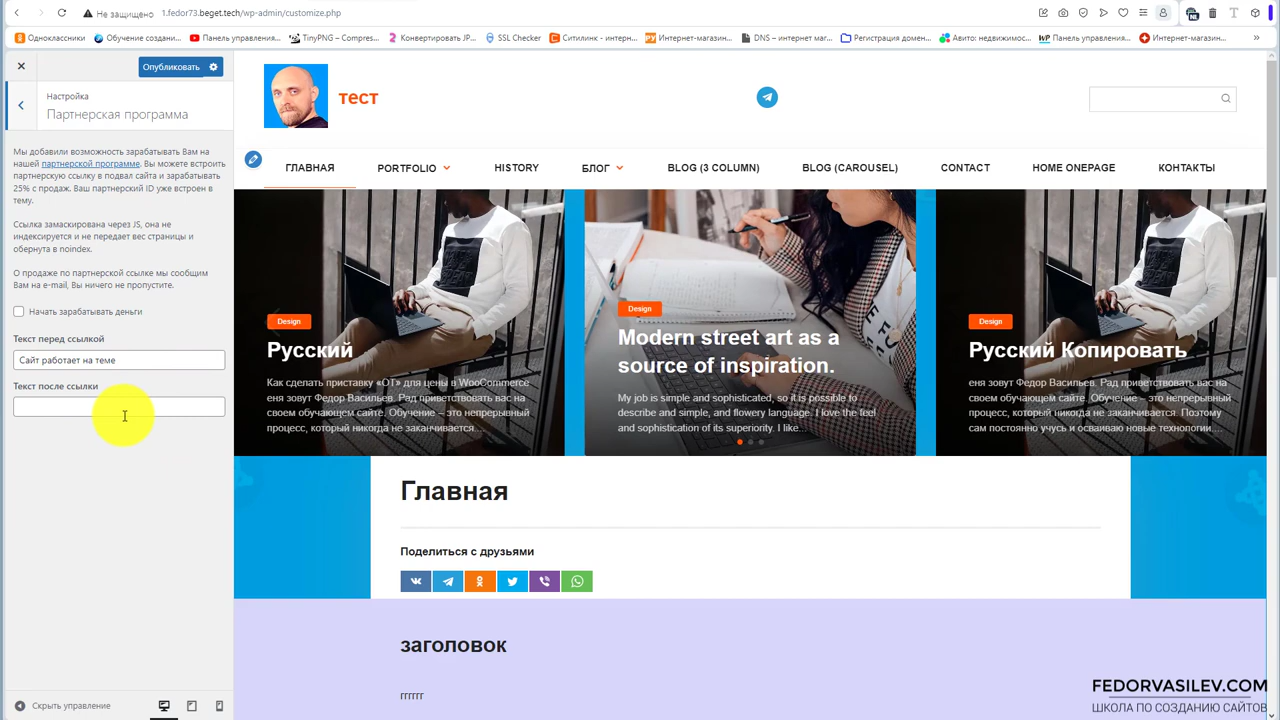 Не защищено
1.fedor73.beget.tech/wp-admin/customize.php
Одноклассники
Обучение создани...
Панель управления...
TinyPNG – Compres...
Конвертировать JP...
SSL Checker
Ситилинк - интерн...
Интернет-магазин...
DNS – интернет маг...
Регистрация домен...
Авито: недвижимос...
Панель управления...
Интернет-магазин...
Опубликовать
Настройка
Партнерская программа
Мы добавили возможность зарабатывать Вам на
нашей партнерской программе. Вы можете встроить
партнерскую ссылку в подвал сайта и зарабатывать
25% с продаж. Ваш партнерский ID уже встроен в
тему.
Ссылка замаскирована через JS, она не
индексируется и не передает вес страницы и
обернута в noindex.
О продаже по партнерской ссылке мы сообщим
Вам на e-mail, Вы ничего не пропустите.
Начать зарабатывать деньги
Текст перед ссылкой
Сайт работает на теме
Текст после ссылки
Скрыть управление
тест
ГЛАВНАЯ
PORTFOLIO
HISTORY
БЛОГ
BLOG (3 COLUMN)
BLOG (CAROUSEL)
CONTACT
HOME ONEPAGE
КОНТАКТЫ
Design
Русский
Как сделать приставку «ОТ» для цены в WooCommerce
еня зовут Федор Васильев. Рад приветствовать вас на
своем обучающем сайте. Обучение – это непрерывный
процесс, который никогда не заканчивается....
Design
Modern street art as a
source of inspiration.
My job is simple and sophisticated, so it is possible to
describe and simple, and flowery language. I love the feel
and sophistication of its superiority. I like...
Design
Русский Копировать
еня зовут Федор Васильев. Рад приветствовать вас на
своем обучающем сайте. Обучение – это непрерывный
процесс, который никогда не заканчивается. Поэтому
сам постоянно учусь и осваиваю новые технологии....
Главная
Поделиться с друзьями
заголовок
гггггг
FEDORVASILEV.COM
ШКОЛА ПО СОЗДАНИЮ САЙТОВ